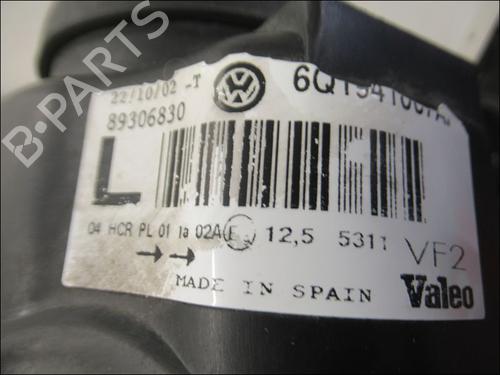 B-PARTS
22/10/02 -T
89306830
L
04 HCR PL 01 1a 02A
12,5 5311
VF2
MADE IN SPAIN
Valeo